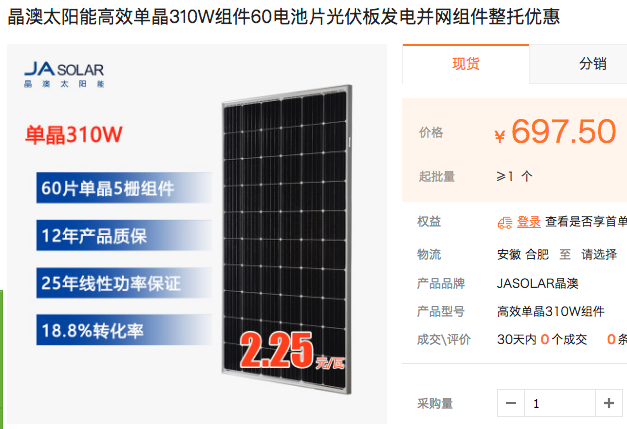 晶澳太阳能高效单晶310W组件60电池片光伏板发电并网组件整托优惠
JA SOLAR
晶澳太阳能
单晶310W
60片单晶5栅组件
12年产品质保
25年线性功率保证
18.8%转化率
2.25元/瓦
现货
分销
价格
¥697.50
起批量
≥1 个
权益
登录 查看是否享首单
物流
安徽 合肥 至 请选择
产品品牌
JASOLAR晶澳
产品型号
高效单晶310W组件
成交\评价
30天内 0 个成交 0 条
采购量
− 1 +